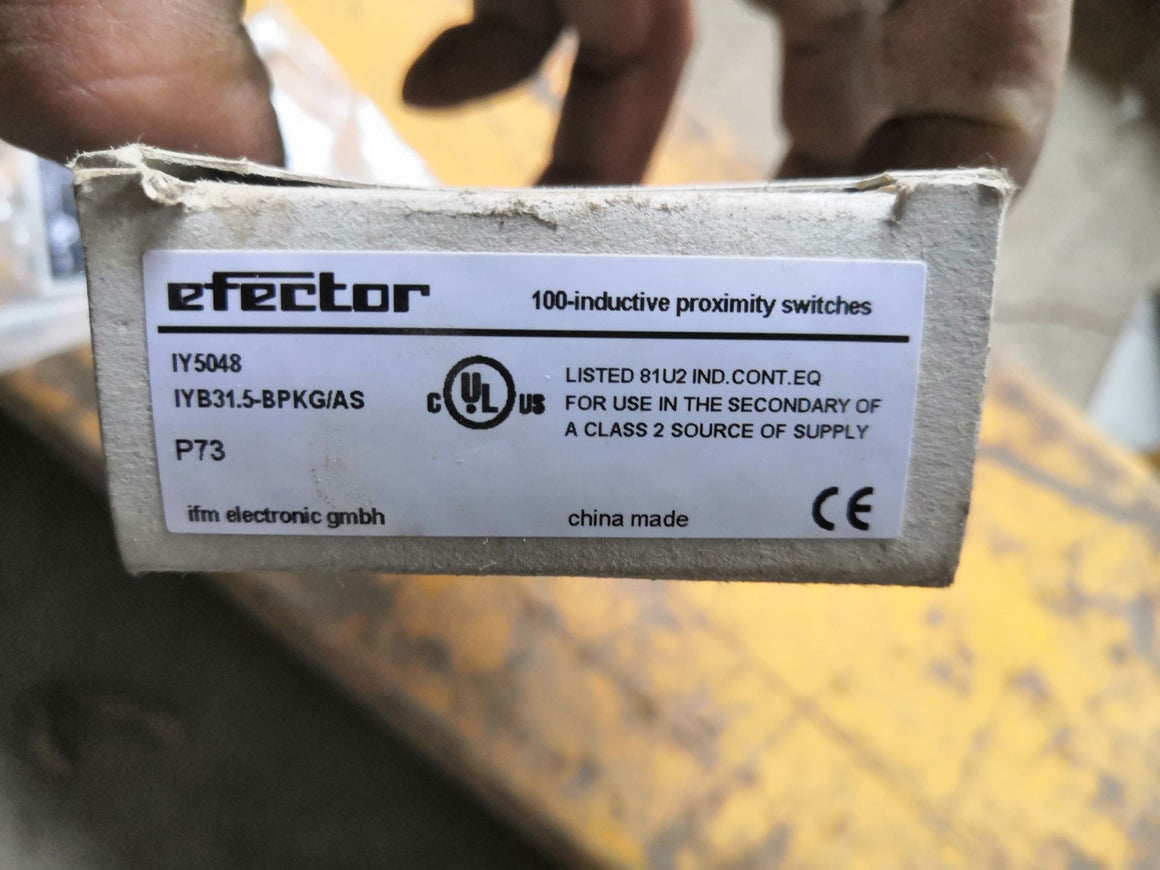 efector
100-inductive proximity switches
IY5048
IYB31.5-BPKG/AS
P73
C UL US
LISTED 81U2 IND.CONT.EQ
FOR USE IN THE SECONDARY OF
A CLASS 2 SOURCE OF SUPPLY
ifm electronic gmbh
china made
CE